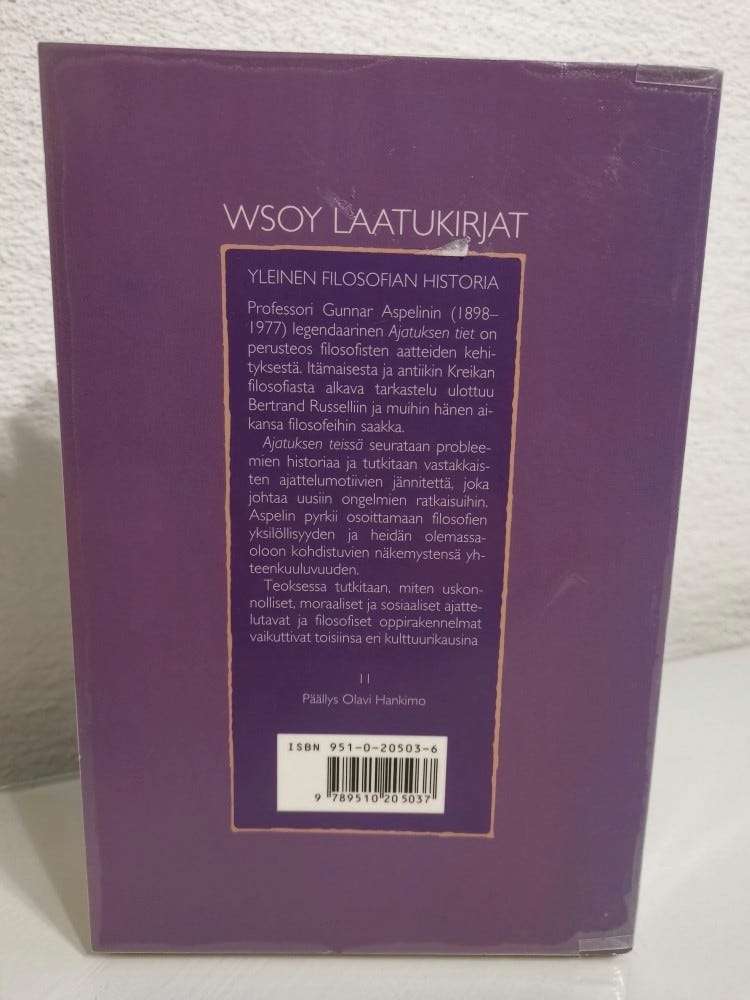 WSOY LAATUKIRJAT
YLEINEN FILOSOFIAN HISTORIA
Professori Gunnar Aspelinin (1898–
1977) legendaarinen Ajatuksen tiet on
perusteos filosofisten aatteiden kehi-
tyksestä. Itämaisesta ja antiikin Kreikan
filosofiasta alkava tarkastelu ulottuu
Bertrand Russelliin ja muihin hänen ai-
kansa filosofeihin saakka.
Ajatuksen teissä seurataan proble-
mien historiaa ja tutkitaan vastakkais-
ten ajattelumotiivien jännitettä, joka
johtaa uusiin ongelmien ratkaisuihin.
Aspelin pyrkii osoittamaan filosofien
yksilöllisyyden ja heidän olemassa-
oloon kohdistuvien näkemystensä yh-
teenkuuluvuuden.
Teoksessa tutkitaan, miten uskon-
nolliset, moraaliset ja sosiaaliset ajatte-
lutavat ja filosofiset oppirakennelmat
vaikuttivat toisiinsa eri kulttuurikausina
11
Päällys Olavi Hankimo
ISBN 951-0-20503-6
9 789510 205037